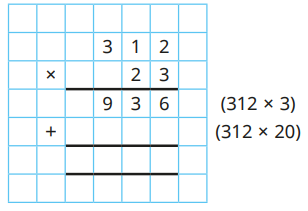 3 1 2
× 2 3
9 3 6 (312 × 3)
+ (312 × 20)